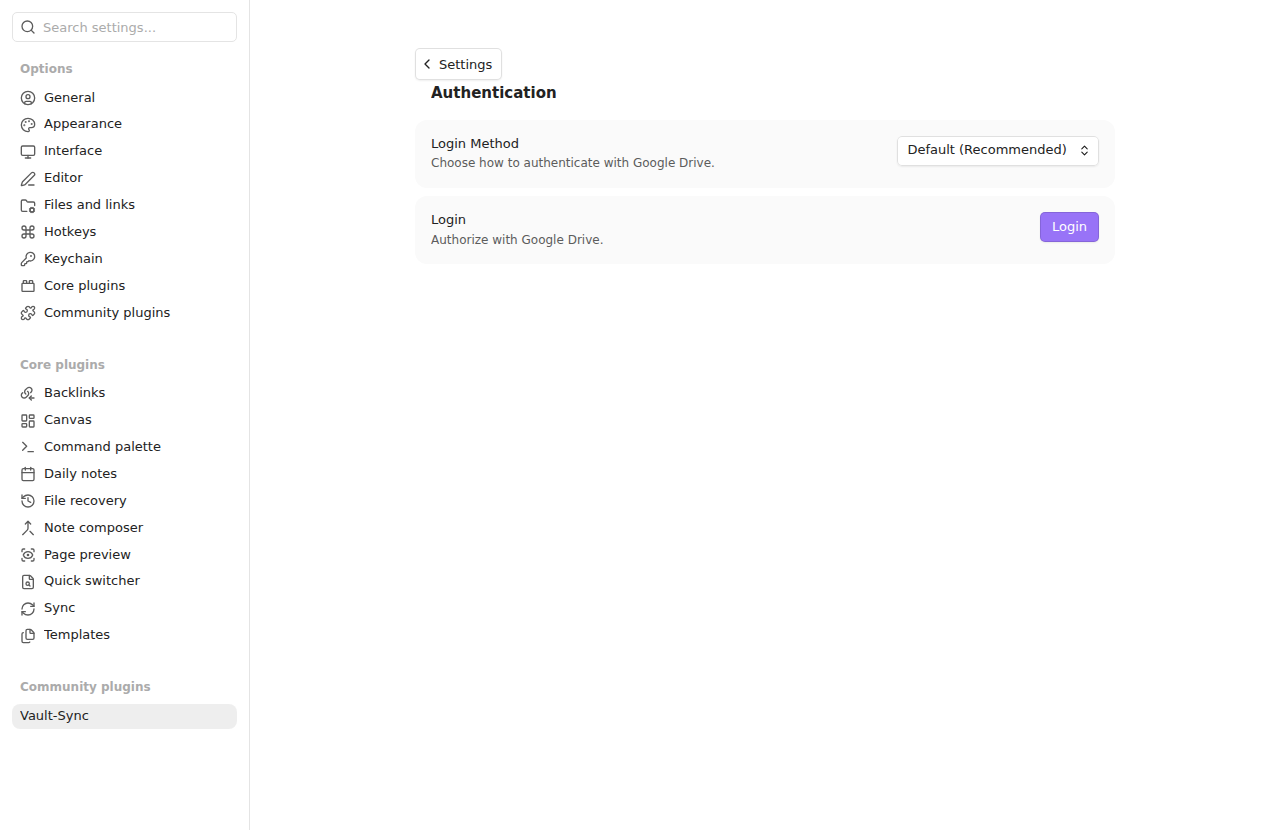 Search settings...
Options
General
Appearance
Interface
Editor
Files and links
Hotkeys
Keychain
Core plugins
Community plugins
Core plugins
Backlinks
Canvas
Command palette
Daily notes
File recovery
Note composer
Page preview
Quick switcher
Sync
Templates
Community plugins
Vault-Sync
Settings
Authentication
Login Method
Choose how to authenticate with Google Drive.
Default (Recommended)
Login
Authorize with Google Drive.
Login